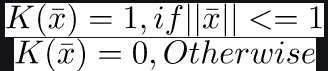 K(x̄) = 1, if||x̄|| <= 1
K(x̄) = 0, Otherwise